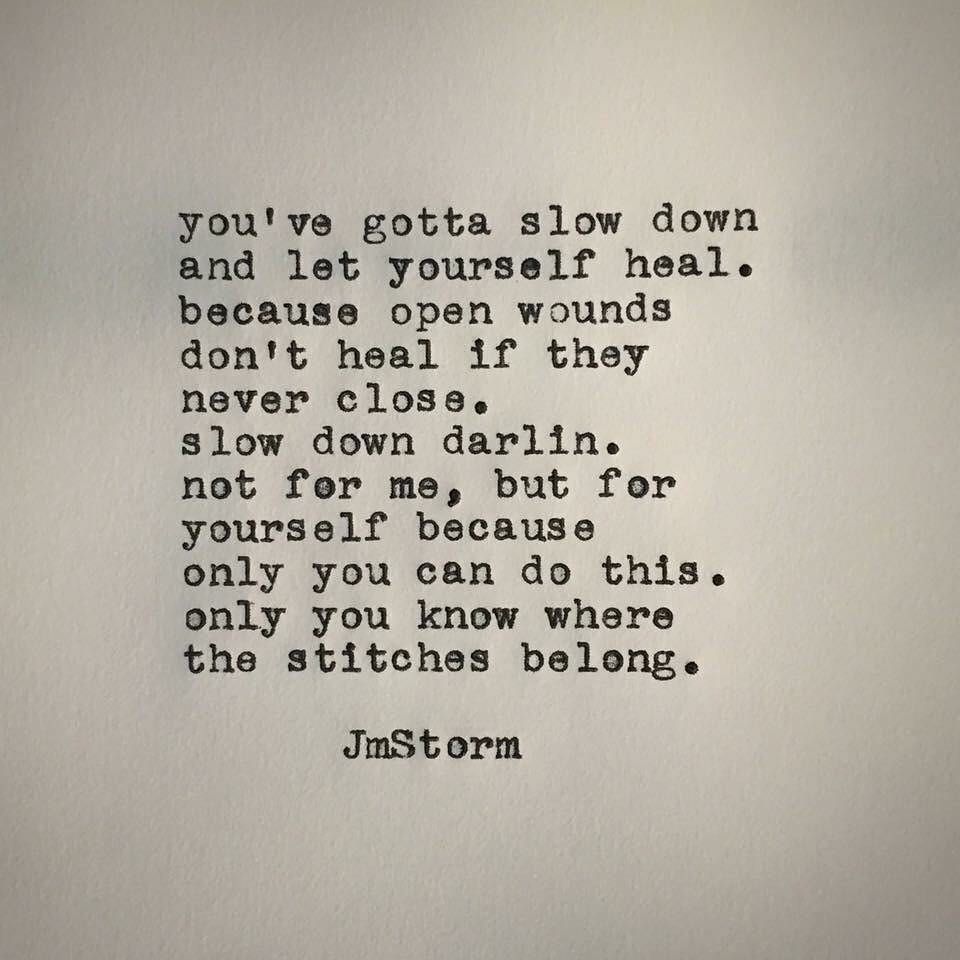 you've gotta slow down
and let yourself heal.
because open wounds
don't heal if they
never close.
slow down darlin.
not for me, but for
yourself because
only you can do this.
only you know where
the stitches belong.
JmStorm